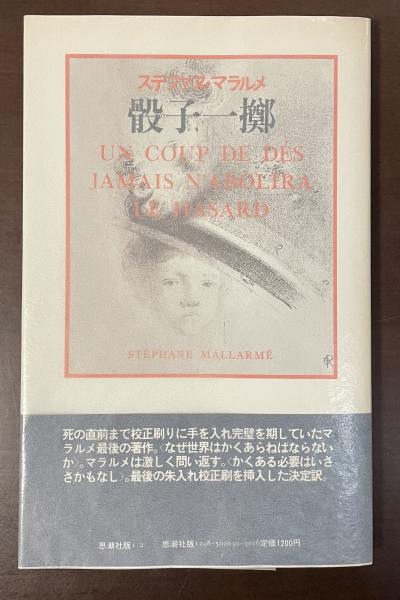 ステファヌ・マラルメ
骰子一擲
UN COUP DE DÉS
JAMAIS N'ABOLIRA
LE HASARD
STÉPHANE MALLARMÉ
死の直前まで校正刷りに手を入れ完璧を期していたマ
ラルメ最後の著作。〈なぜ世界はかくあらねばならない
か〉。マラルメは激しく問い返す。〈かくある必要はいさ
さかもなし〉。最後の朱入れ校正刷を挿入した決定訳。
思潮社版 思潮社版 定価1200円